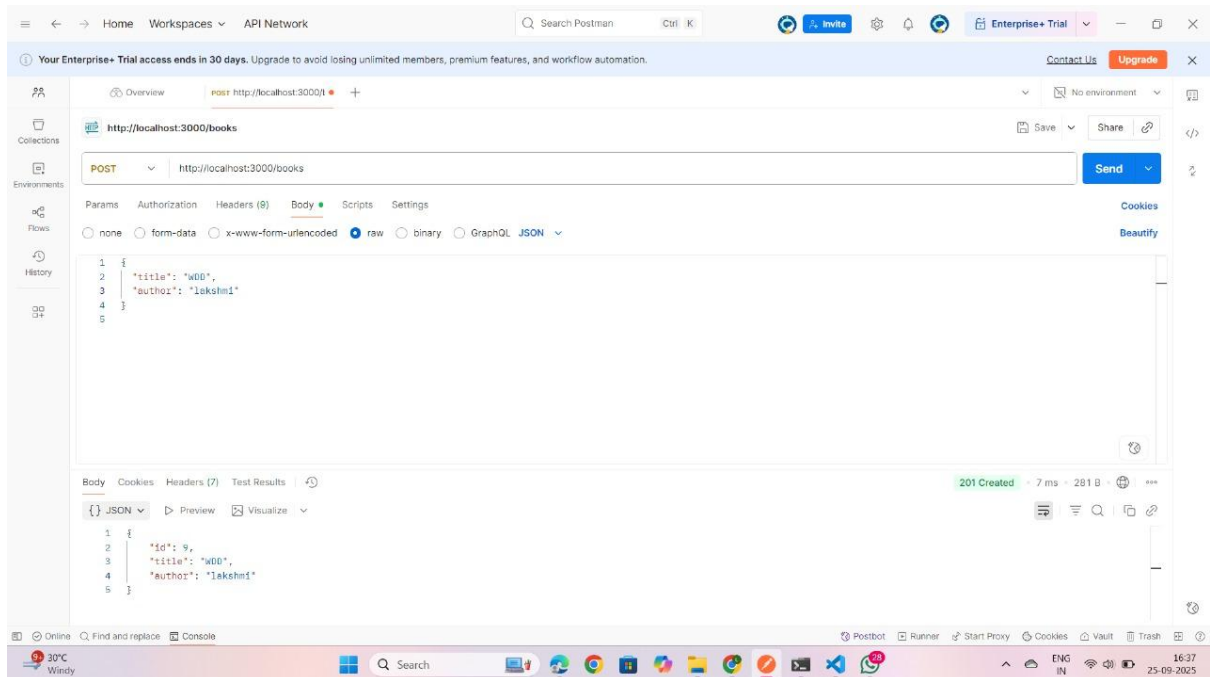 Home Workspaces API Network Search Postman Ctrl K Invite Enterprise+ Trial
Your Enterprise+ Trial access ends in 30 days. Upgrade to avoid losing unlimited members, premium features, and workflow automation. Contact Us Upgrade
Overview POST http://localhost:3000/t + No environment
Collections
http://localhost:3000/books Save Share
Environments
POST http://localhost:3000/books Send
Flows
Params Authorization Headers (9) Body Scripts Settings Cookies
History
none form-data x-www-form-urlencoded raw binary GraphQL JSON Beautify
1 {
2 "title": "WDD",
3 "author": "lakshmi"
4 }
5
Body Cookies Headers (7) Test Results 201 Created 7 ms 281 B
{} JSON Preview Visualize
1 {
2 "id": 9,
3 "title": "WDD",
4 "author": "lakshmi"
5 }
Online Find and replace Console Postbot Runner Start Proxy Cookies Vault Trash
9+ 30°C Windy Search 28 ENG IN 16:37 25-09-2025